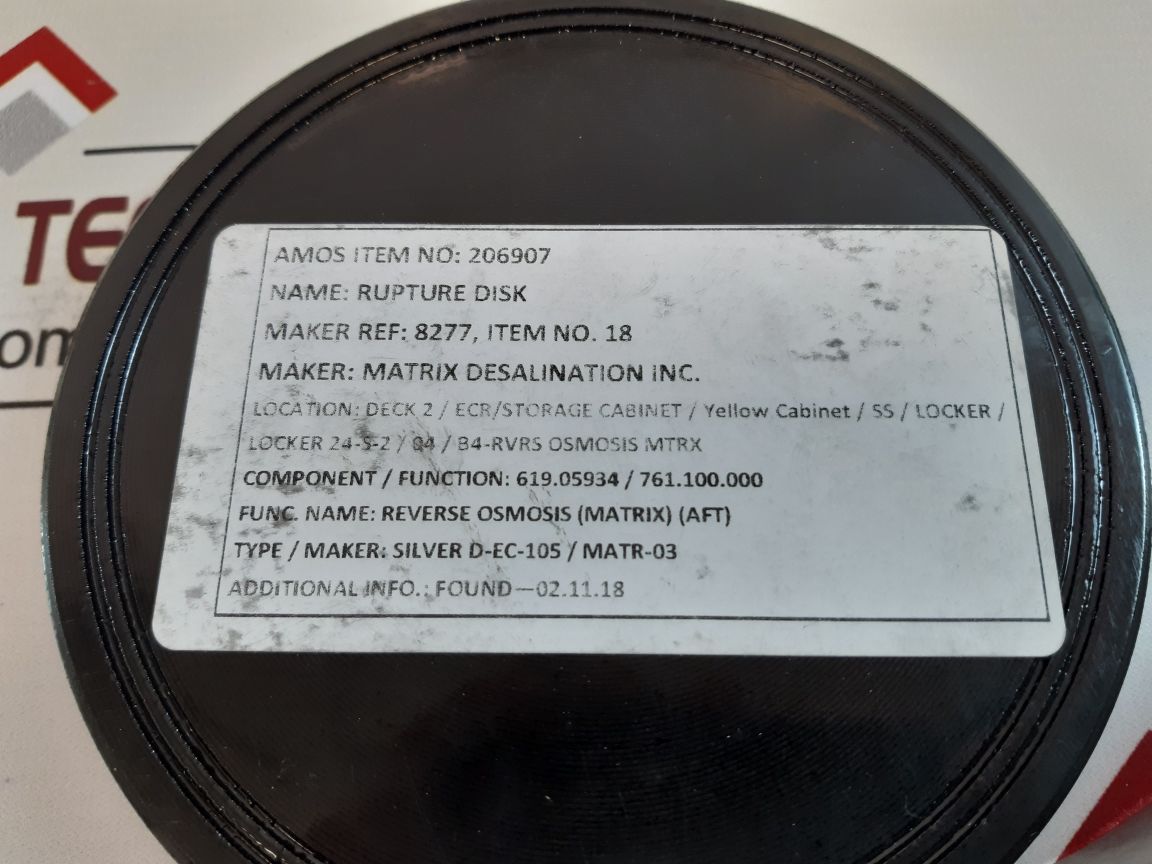 TE
om
AMOS ITEM NO: 206907
NAME: RUPTURE DISK
MAKER REF: 8277, ITEM NO. 18
MAKER: MATRIX DESALINATION INC.
LOCATION: DECK 2 / ECR/STORAGE CABINET / Yellow Cabinet / SS / LOCKER /
LOCKER 24-S-2 / 04 / B4-RVRS OSMOSIS MTRX
COMPONENT / FUNCTION: 619.05934 / 761.100.000
FUNC. NAME: REVERSE OSMOSIS (MATRIX) (AFT)
TYPE / MAKER: SILVER D-EC-105 / MATR-03
ADDITIONAL INFO.: FOUND—02.11.18